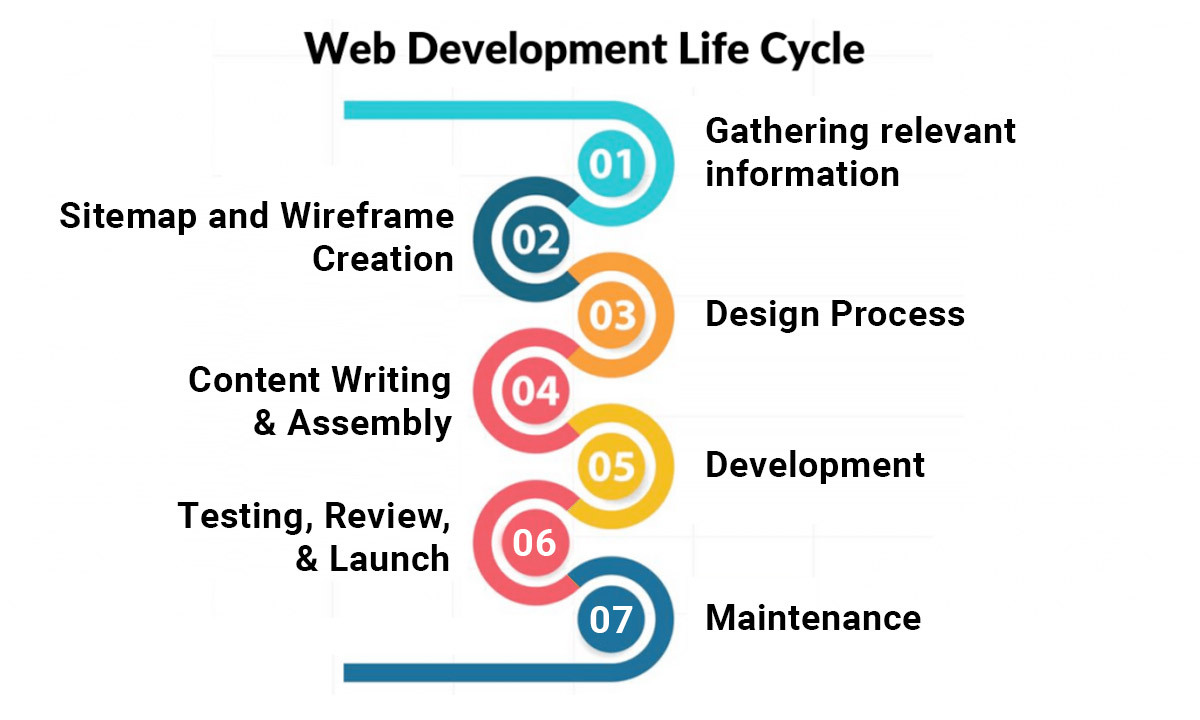 Web Development Life Cycle
01
Gathering relevant
information
Sitemap and Wireframe
Creation
02
03
Design Process
Content Writing
& Assembly
04
05
Development
Testing, Review,
& Launch
06
07
Maintenance